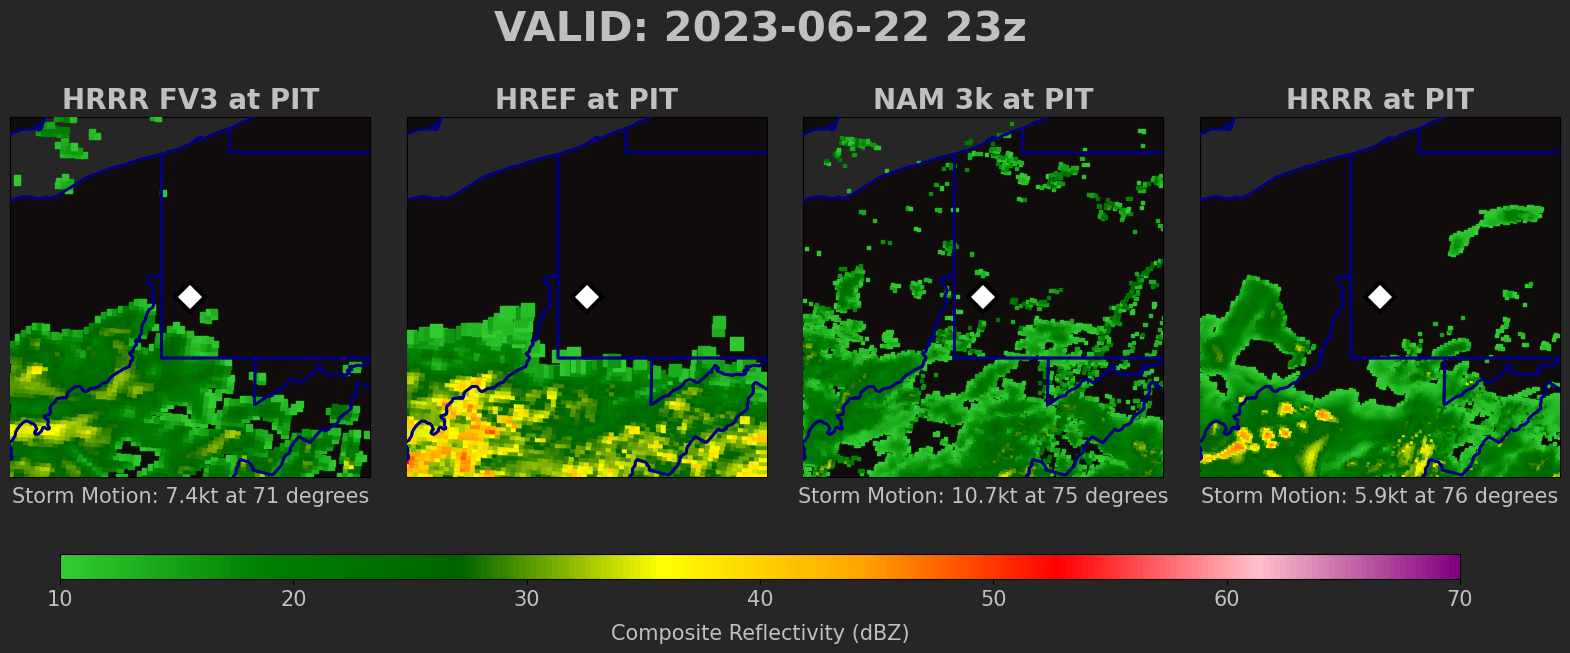 VALID: 2023-06-22 23z
HRRR FV3 at PIT
HREF at PIT
NAM 3k at PIT
HRRR at PIT
Storm Motion: 7.4kt at 71 degrees
Storm Motion: 10.7kt at 75 degrees
Storm Motion: 5.9kt at 76 degrees
10 20 30 40 50 60 70
Composite Reflectivity (dBZ)